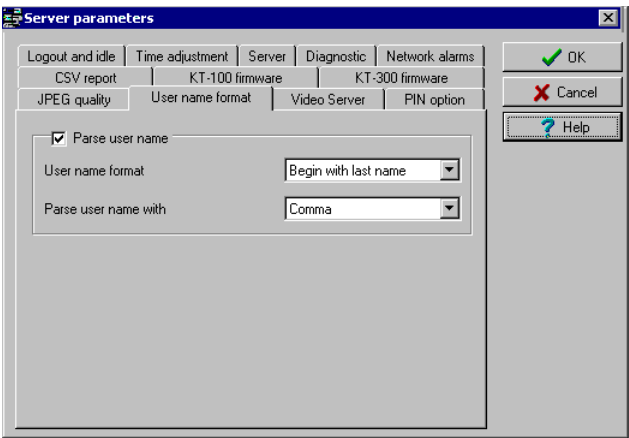 Server parameters
Logout and idle Time adjustment Server Diagnostic Network alarms
CSV report KT-100 firmware KT-300 firmware
JPEG quality User name format Video Server PIN option
Parse user name
User name format Begin with last name
Parse user name with Comma
OK
Cancel
? Help